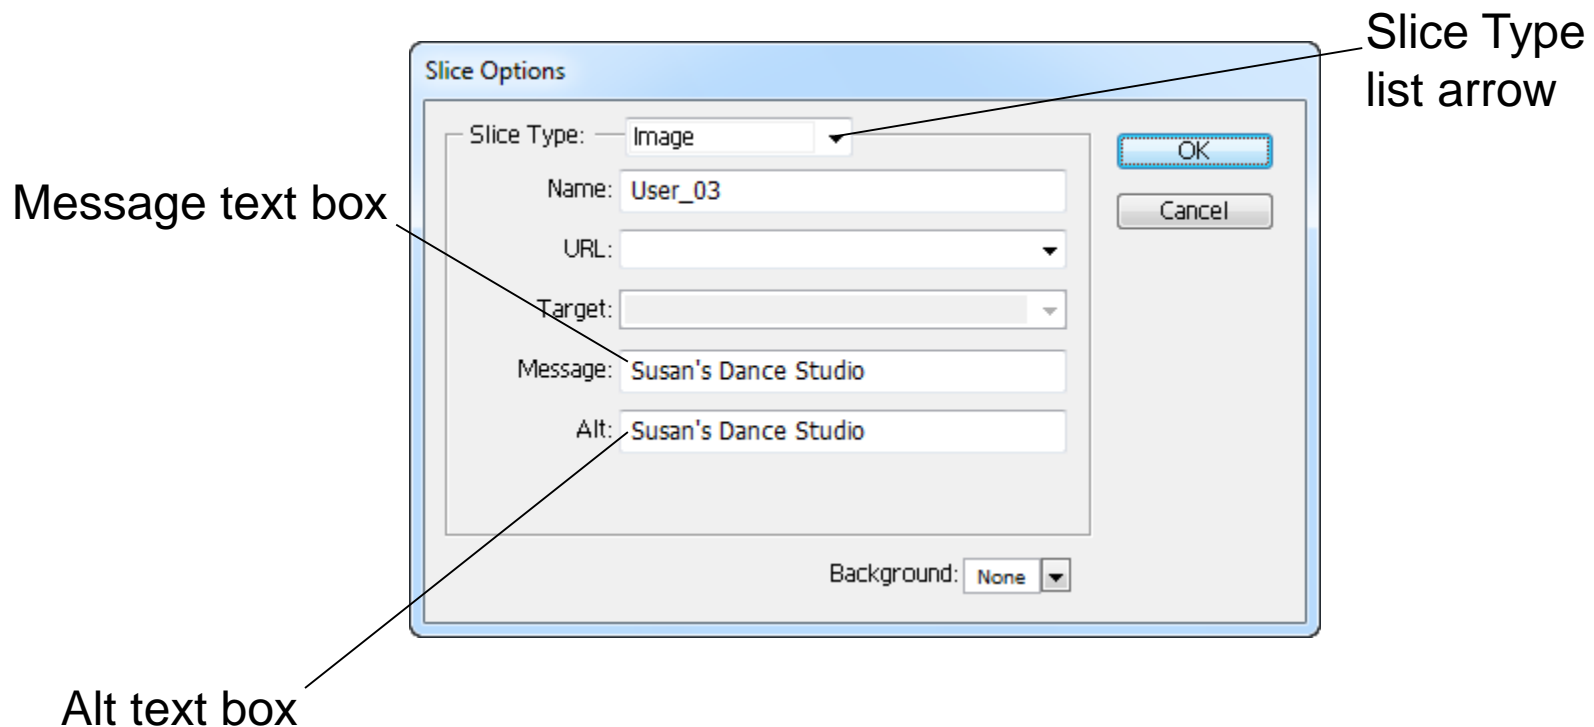 Slice Type
list arrow
Slice Options
Slice Type: Image
OK
Message text box
Name: User_03
Cancel
URL:
Target:
Message: Susan's Dance Studio
Alt: Susan's Dance Studio
Background: None
Alt text box